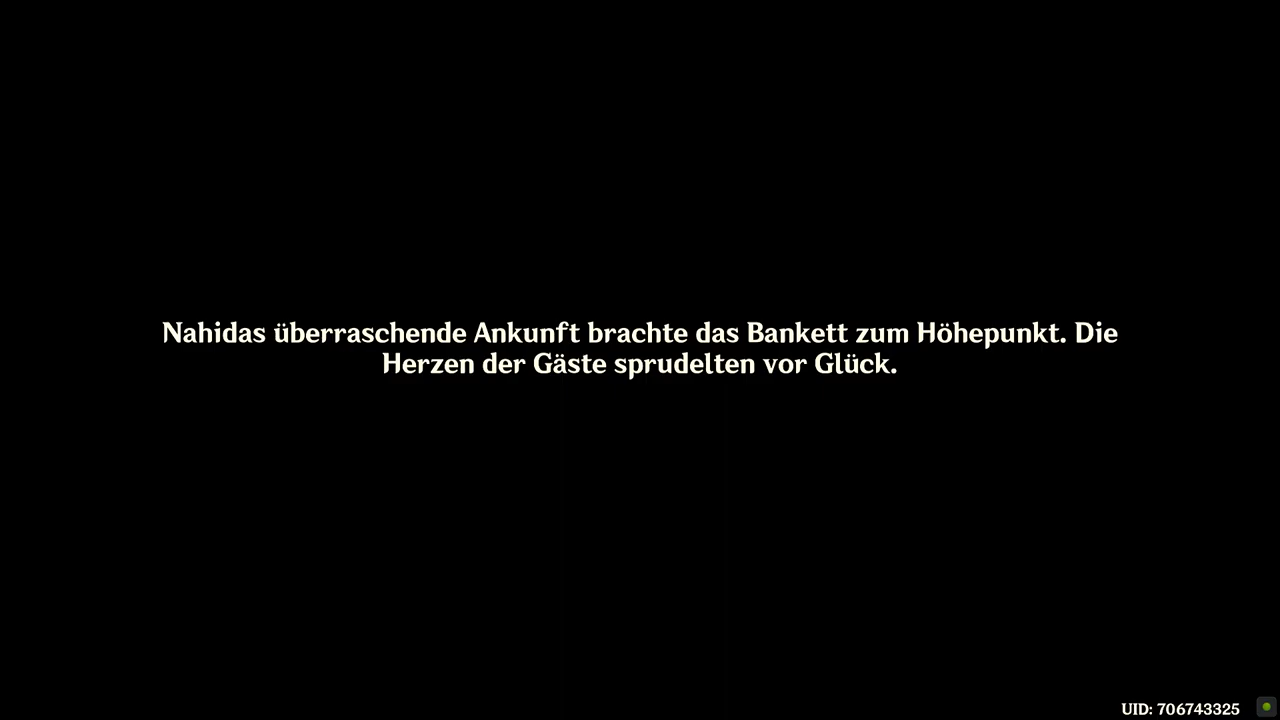 Nahidas überraschende Ankunft brachte das Bankett zum Höhepunkt. Die
Herzen der Gäste sprudelten vor Glück.
UID: 706743325